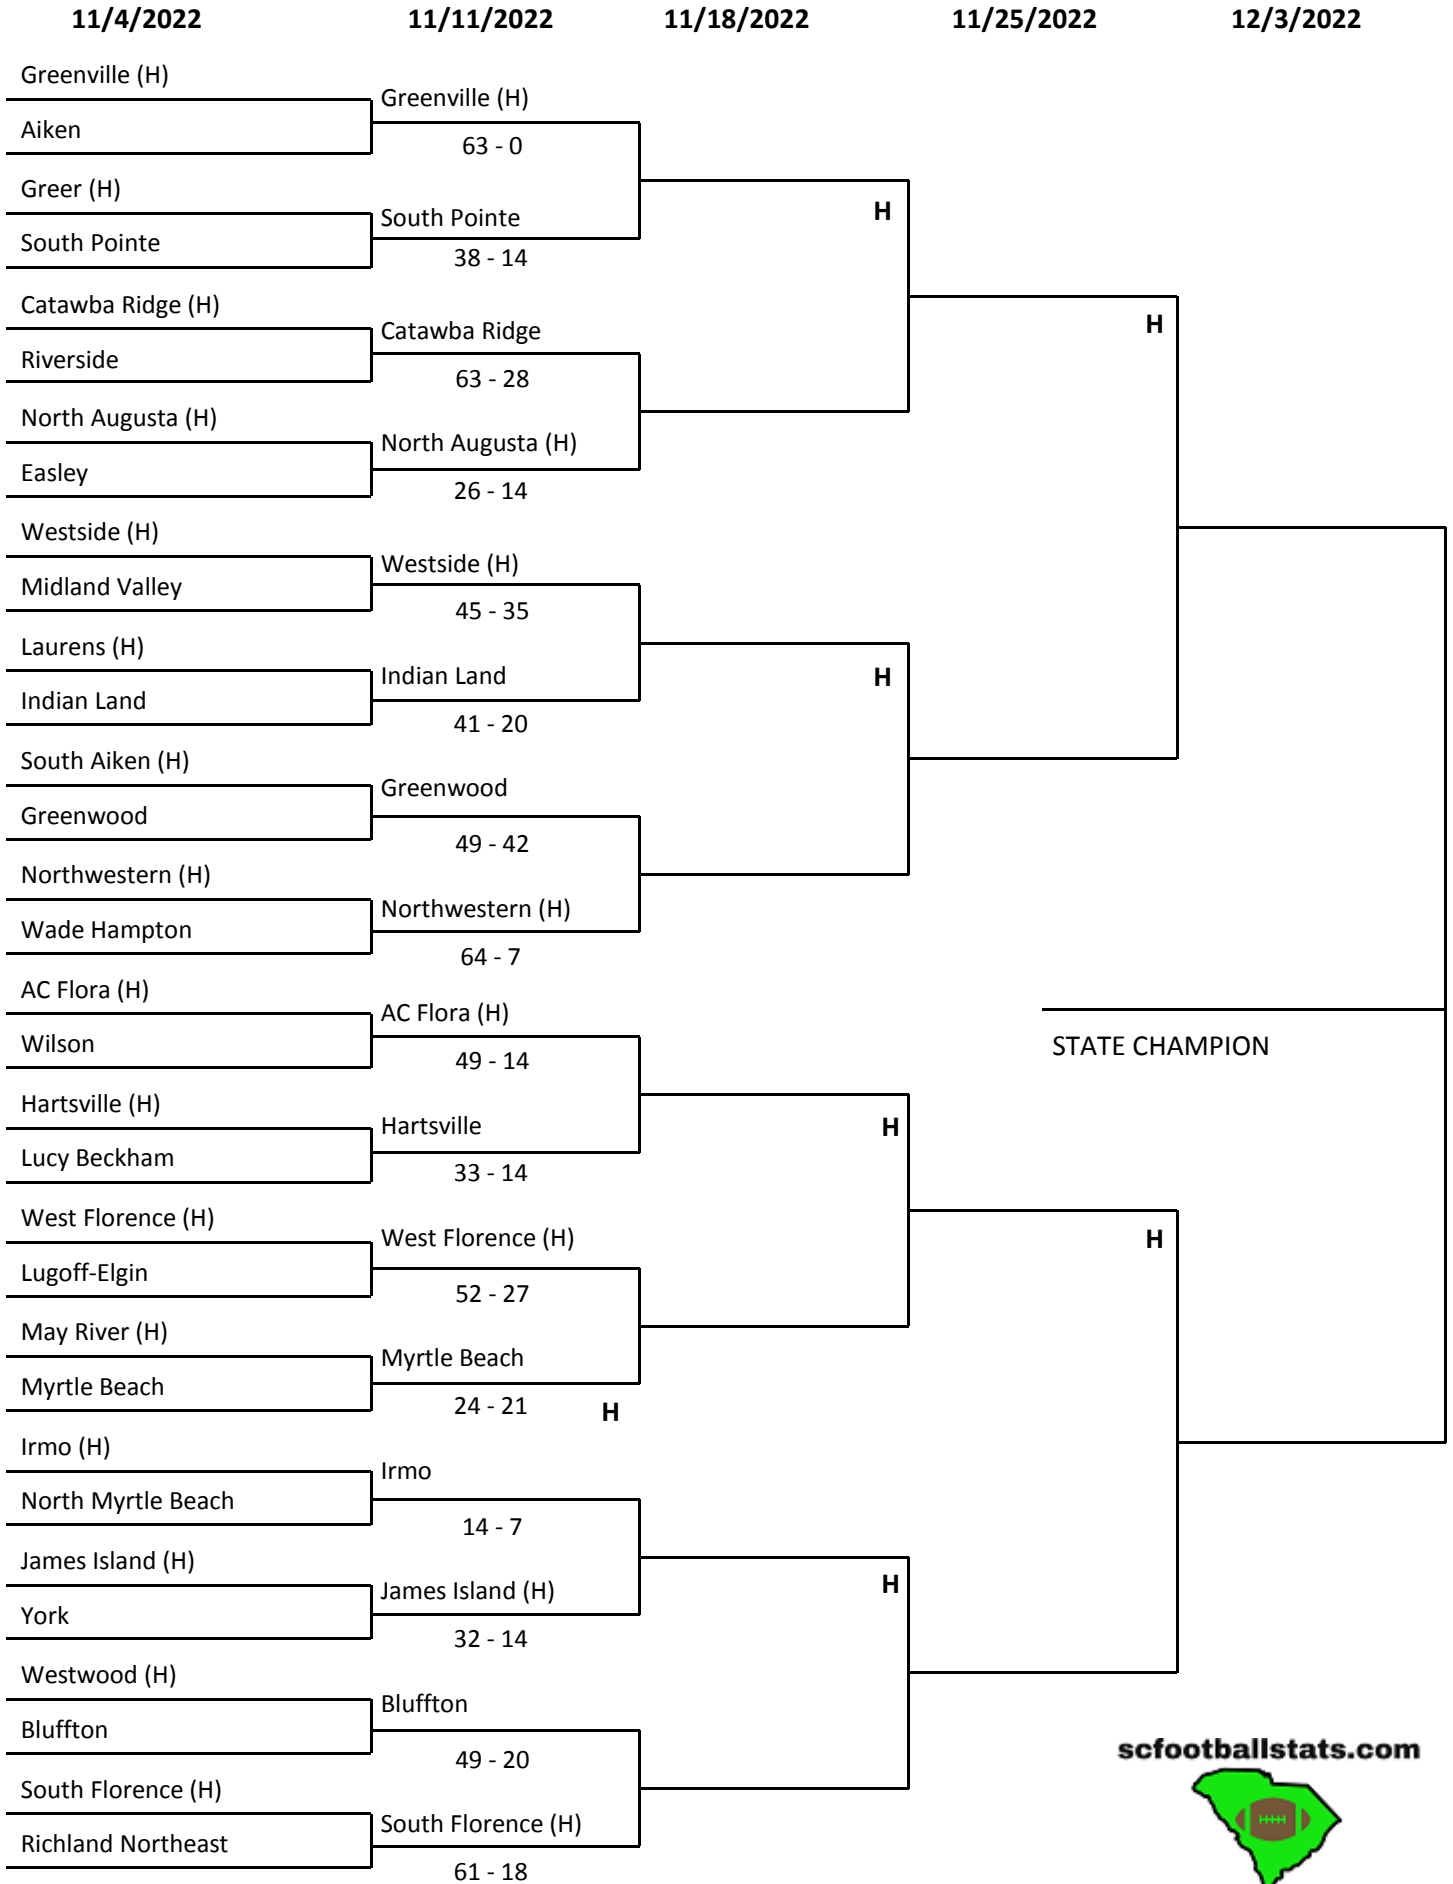 11/4/2022 11/11/2022 11/18/2022 11/25/2022 12/3/2022
Greenville (H)
Greenville (H)
Aiken
63 - 0
Greer (H)
H
South Pointe
South Pointe
38 - 14
Catawba Ridge (H)
H
Catawba Ridge
Riverside
63 - 28
North Augusta (H)
North Augusta (H)
Easley
26 - 14
Westside (H)
Westside (H)
Midland Valley
45 - 35
Laurens (H)
Indian Land
H
Indian Land
41 - 20
South Aiken (H)
Greenwood
Greenwood
49 - 42
Northwestern (H)
Northwestern (H)
Wade Hampton
64 - 7
AC Flora (H)
AC Flora (H)
Wilson
STATE CHAMPION
49 - 14
Hartsville (H)
Hartsville
H
Lucy Beckham
33 - 14
West Florence (H)
West Florence (H)
H
Lugoff-Elgin
52 - 27
May River (H)
Myrtle Beach
Myrtle Beach
24 - 21
H
Irmo (H)
Irmo
North Myrtle Beach
14 - 7
James Island (H)
H
James Island (H)
York
32 - 14
Westwood (H)
Bluffton
Bluffton
scfootballstats.com
49 - 20
South Florence (H)
South Florence (H)
Richland Northeast
61 - 18